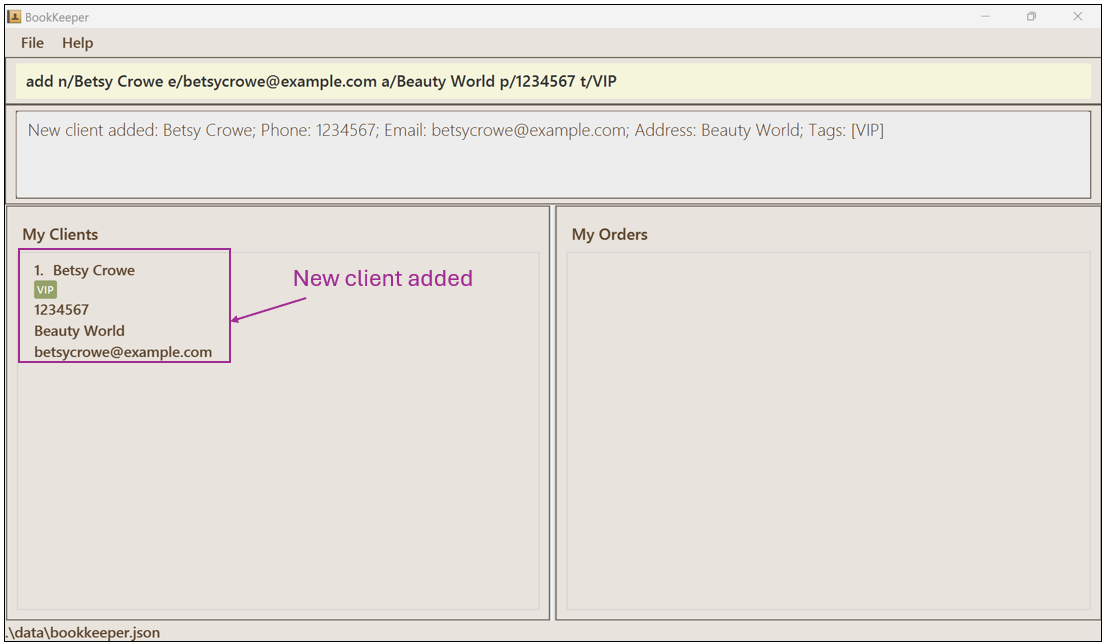 BookKeeper
File Help
add n/Betsy Crowe e/betsycrowe@example.com a/Beauty World p/1234567 t/VIP
New client added: Betsy Crowe; Phone: 1234567; Email: betsycrowe@example.com; Address: Beauty World; Tags: [VIP]
My Clients
1. Betsy Crowe
VIP
1234567
Beauty World
betsycrowe@example.com
New client added
My Orders
.\data\bookkeeper.json